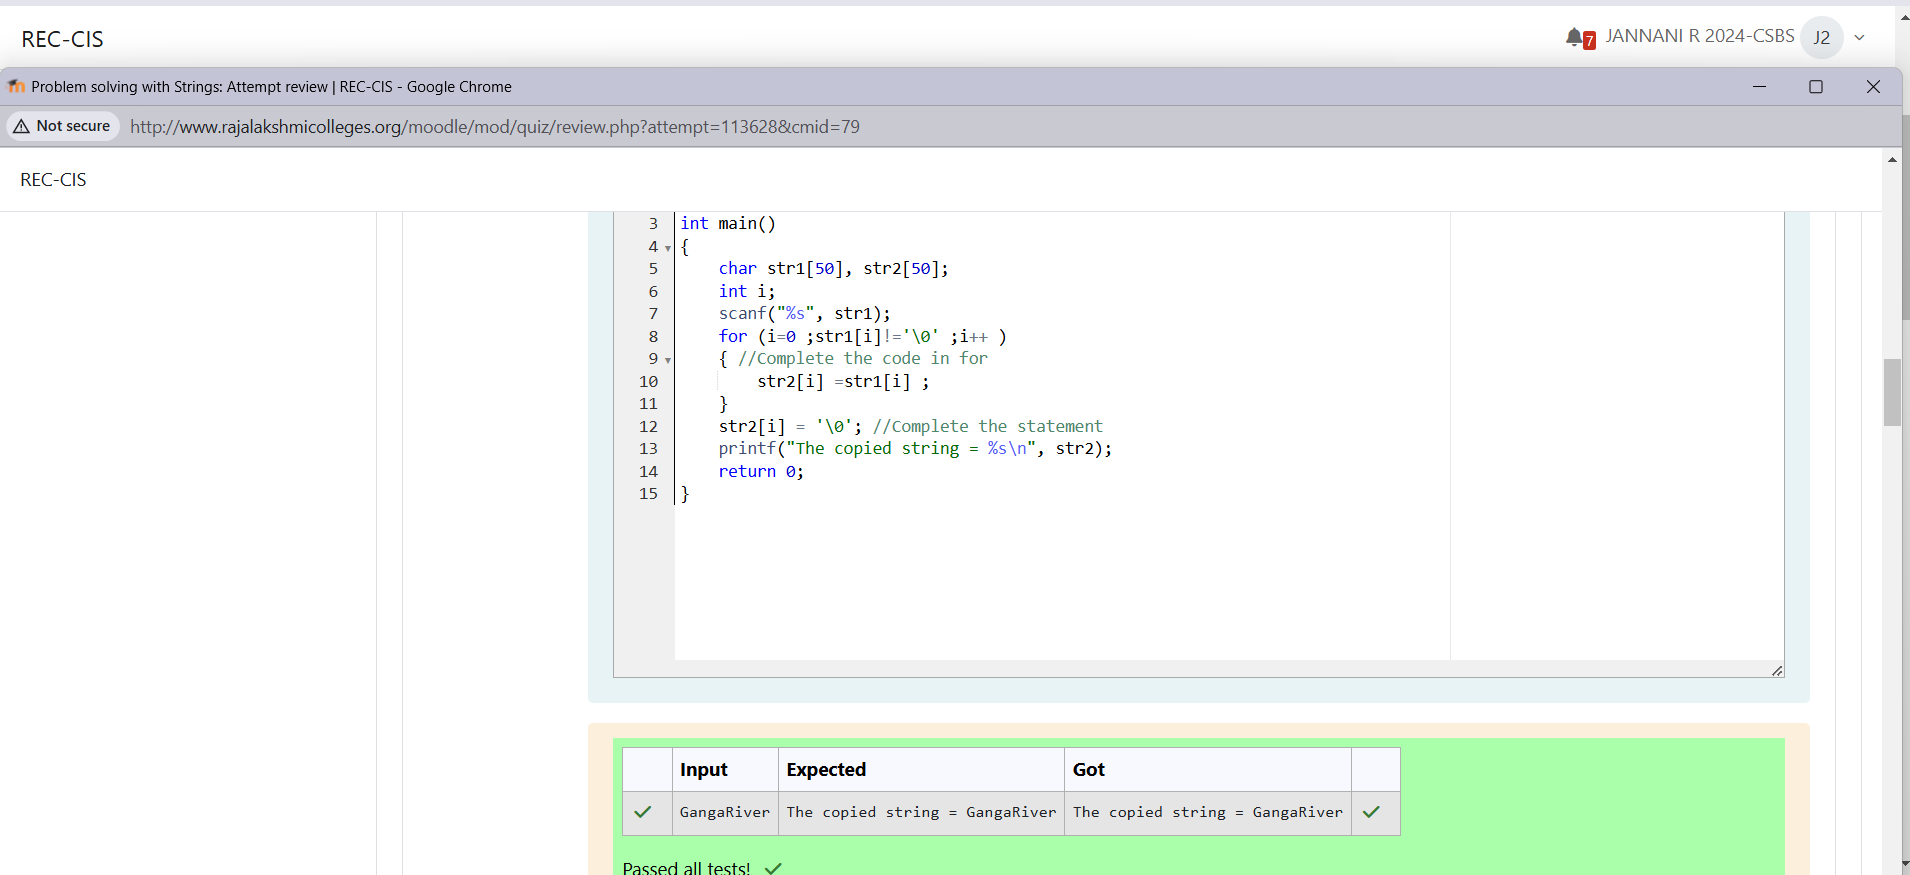 REC-CIS
7 JANNANI R 2024-CSBS J2
Problem solving with Strings: Attempt review | REC-CIS - Google Chrome
Not secure http://www.rajalakshmicolleges.org/moodle/mod/quiz/review.php?attempt=113628&cmid=79
REC-CIS
3 int main()
4 {
5 char str1[50], str2[50];
6 int i;
7 scanf("%s", str1);
8 for (i=0 ;str1[i]!='\0' ;i++ )
9 { //Complete the code in for
10 str2[i] =str1[i] ;
11 }
12 str2[i] = '\0'; //Complete the statement
13 printf("The copied string = %s\n", str2);
14 return 0;
15 }
Input Expected Got
GangaRiver The copied string = GangaRiver The copied string = GangaRiver
Passed all tests!